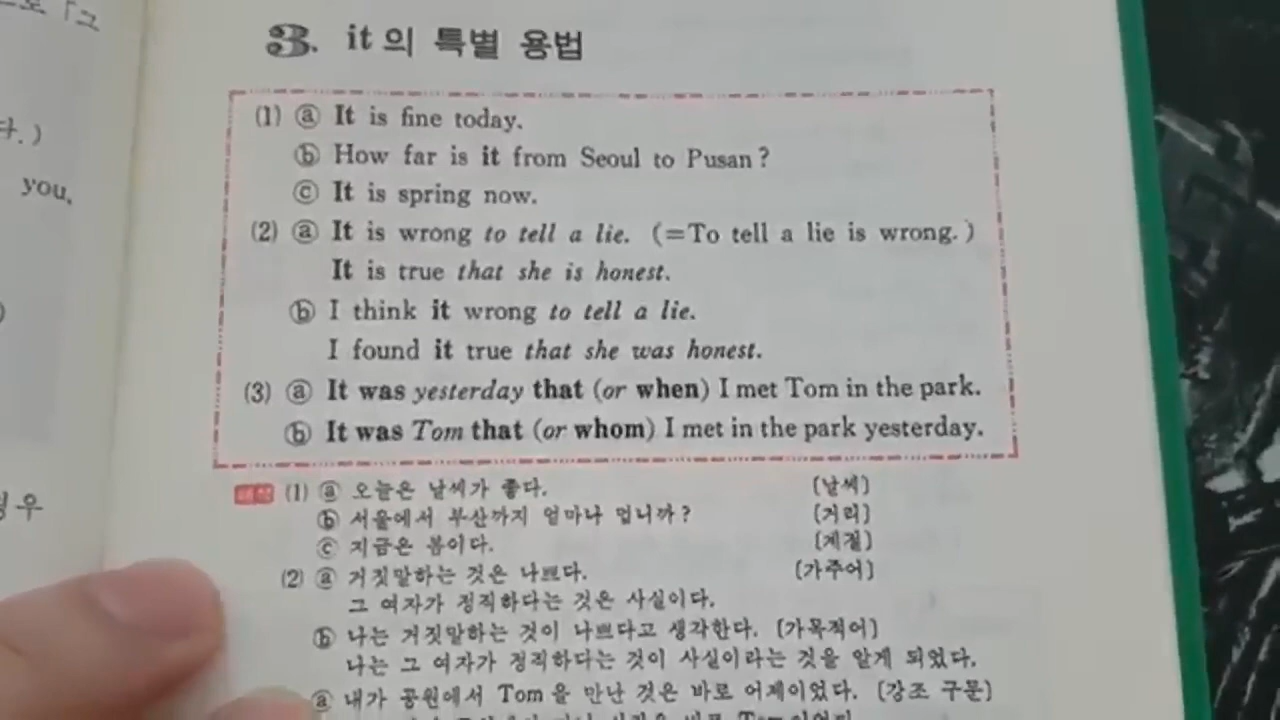 「그
3. it의 특별 용법
다.)
you,
(1) ⓐ It is fine today.
ⓑ How far is it from Seoul to Pusan?
ⓒ It is spring now.
(2) ⓐ It is wrong to tell a lie. (=To tell a lie is wrong.)
It is true that she is honest.
ⓑ I think it wrong to tell a lie.
I found it true that she was honest.
(3) ⓐ It was yesterday that (or when) I met Tom in the park.
ⓑ It was Tom that (or whom) I met in the park yesterday.
(1) ⓐ 오늘은 날씨가 좋다. 〔날씨〕
ⓑ 서울에서 부산까지 얼마나 멉니까? 〔거리〕
ⓒ 지금은 봄이다. 〔계절〕
(2) ⓐ 거짓말하는 것은 나쁘다. 〔가주어〕
그 여자가 정직하다는 것은 사실이다.
ⓑ 나는 거짓말하는 것이 나쁘다고 생각한다. 〔가목적어〕
나는 그 여자가 정직하다는 것이 사실이라는 것을 알게 되었다.
ⓐ 내가 공원에서 Tom을 만난 것은 바로 어제이었다. 〔강조 구문〕